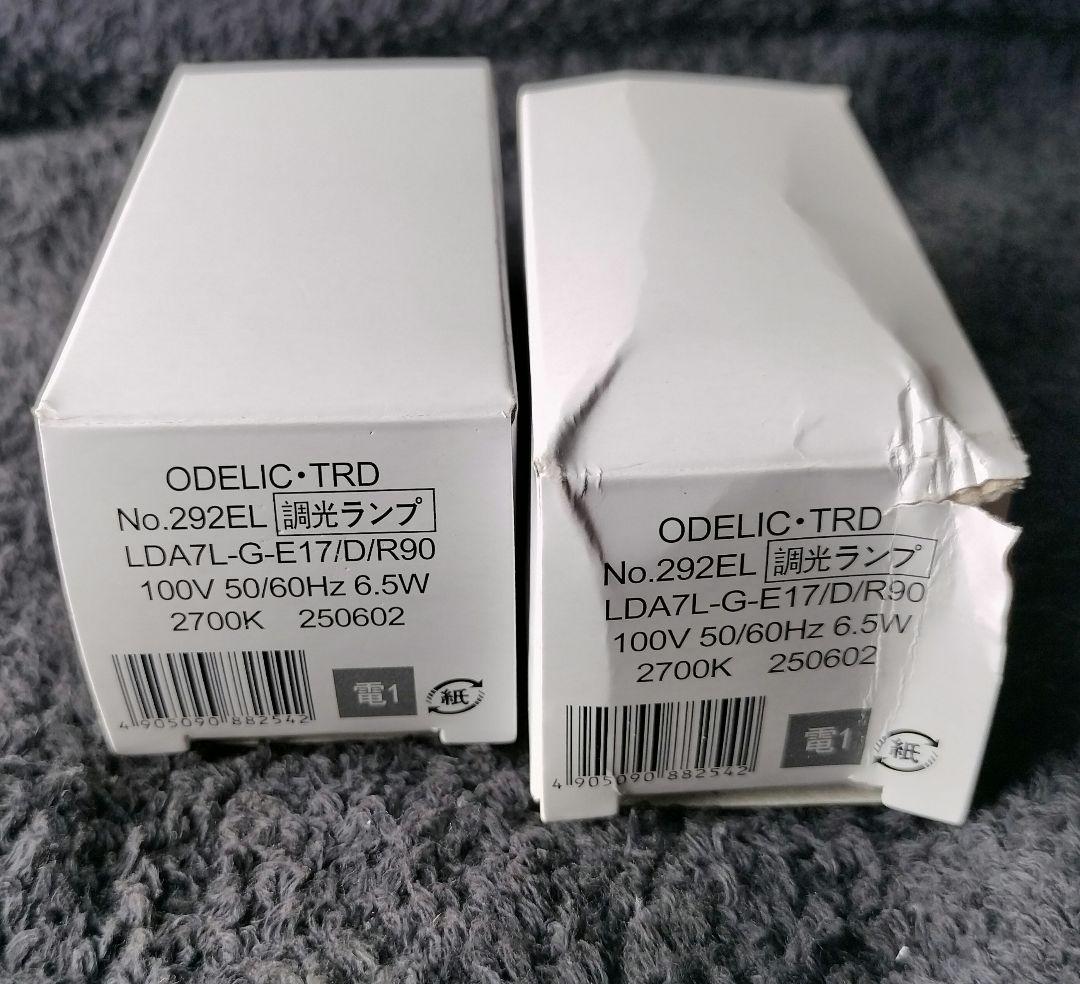 ODELIC・TRD
No.292EL 調光ランプ
LDA7L-G-E17/D/R90
100V 50/60Hz 6.5W
2700K 250602
電1 紙
4 905090 882542
ODELIC・TRD
No.292EL 調光ランプ
LDA7L-G-E17/D/R90
100V 50/60Hz 6.5W
2700K 250602
電1 紙
4 905090 882542